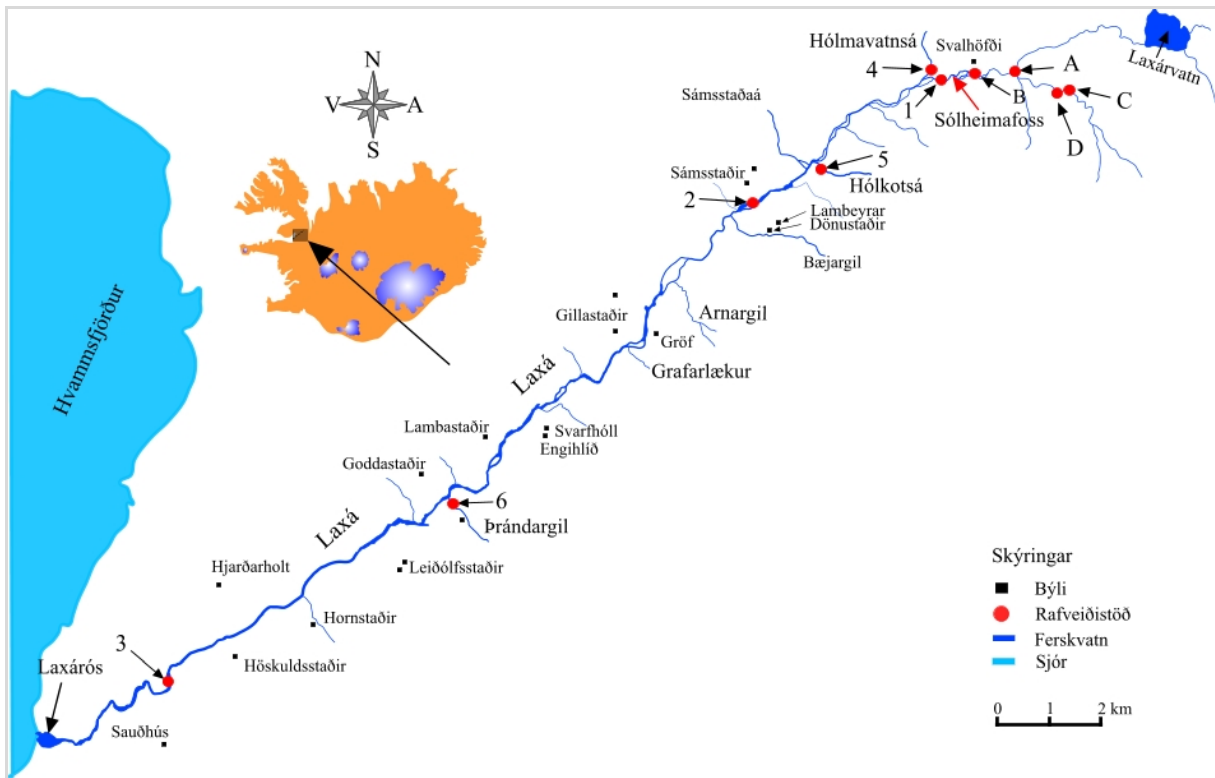 Hólmavatnsá
Svalhöfði
Laxárvatn
4
A
1
B
C
Sólheimafoss
D
N
V
A
S
Sámsstaðaá
5
Hólkotsá
Sámsstaðir
2
Lambeyrar
Dönustaðir
Bæjargil
Hvammsfjörður
Arnargil
Gillastaðir
Gröf
Grafarlækur
Laxá
Lambastaðir
Svarfhóll
Engihlíð
Goddastaðir
6
Þrándargil
Laxá
Leiðólfsstaðir
Hjarðarholt
Hornstaðir
3
Höskuldsstaðir
Laxárós
Sauðhús
Skýringar
Býli
Rafveiðistöð
Ferskvatn
Sjór
0 1 2 km